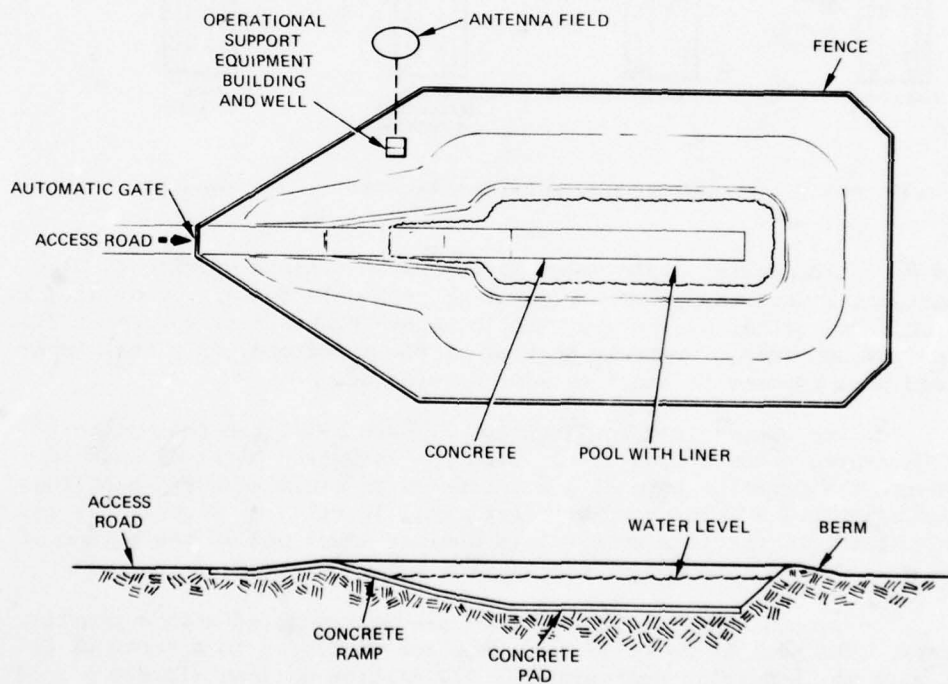 OPERATIONAL
SUPPORT
EQUIPMENT
BUILDING
AND WELL
ANTENNA FIELD
FENCE
AUTOMATIC GATE
ACCESS ROAD
CONCRETE
POOL WITH LINER
ACCESS
ROAD
WATER LEVEL
BERM
CONCRETE
RAMP
CONCRETE
PAD